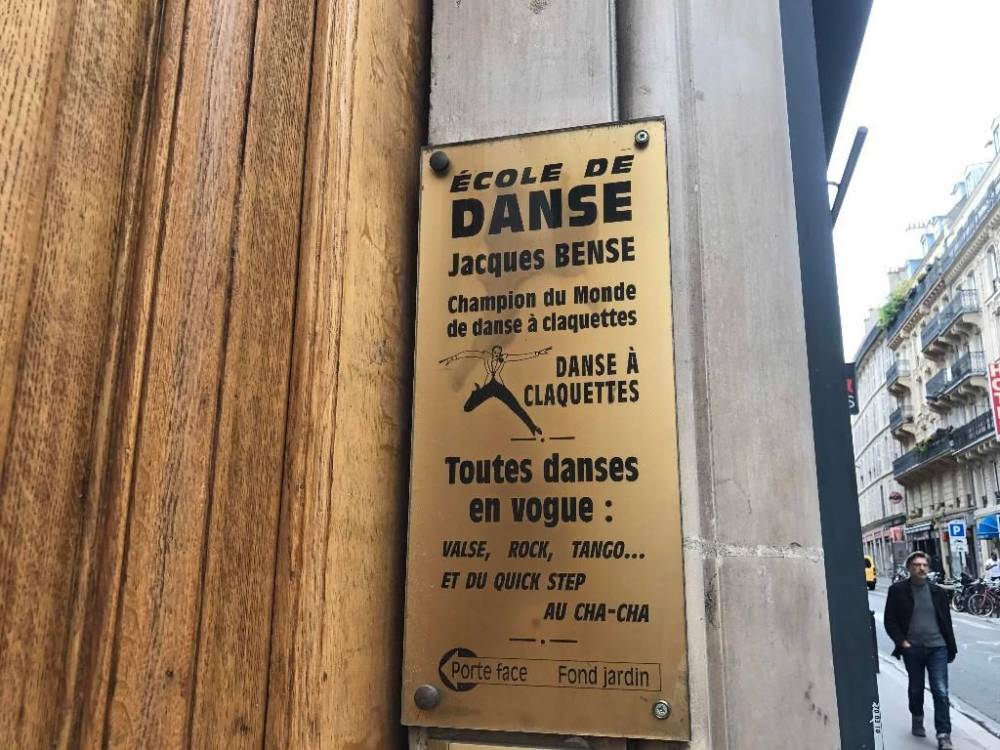 ÉCOLE DE
DANSE
Jacques BENSE
Champion du Monde
de danse à claquettes
DANSE À
CLAQUETTES
Toutes danses
en vogue :
VALSE, ROCK, TANGO...
ET DU QUICK STEP
AU CHA-CHA
Porte face Fond jardin
P